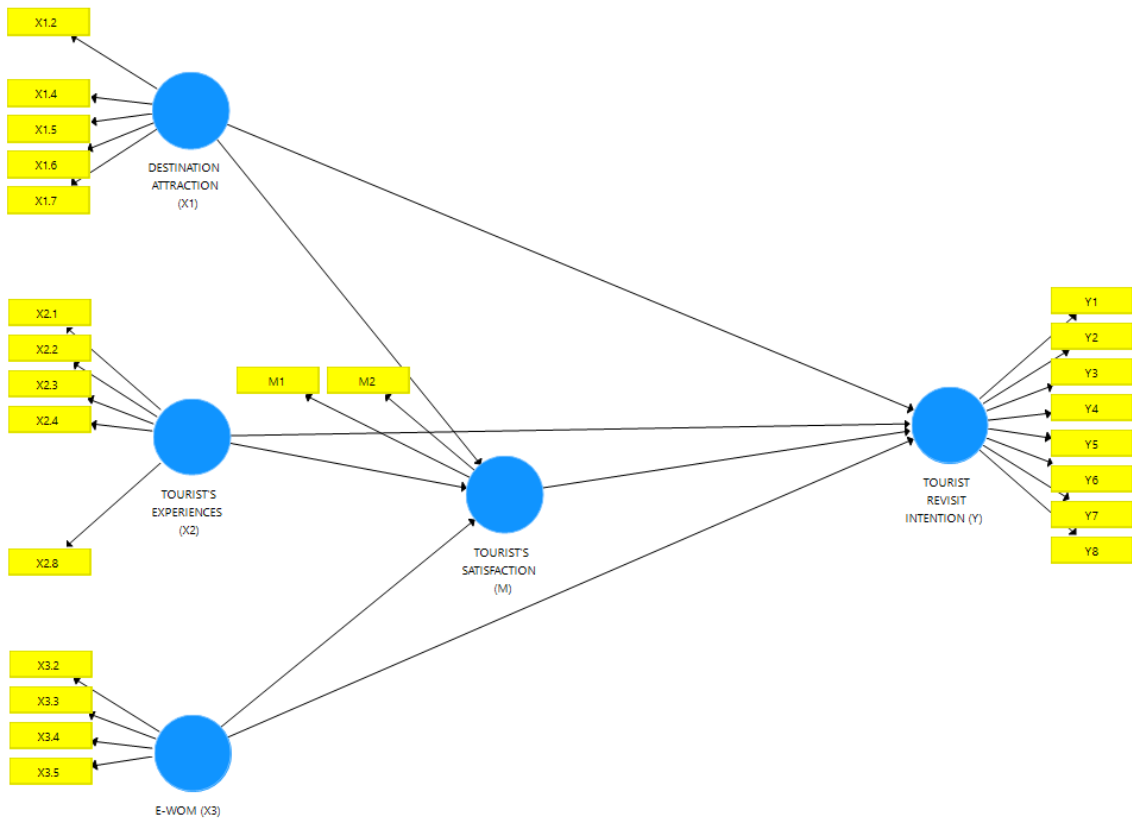 X1.2
X1.4
X1.5
X1.6
X1.7
DESTINATION
ATTRACTION
(X1)
X2.1
X2.2
X2.3
X2.4
X2.8
TOURIST'S
EXPERIENCES
(X2)
M1
M2
TOURIST'S
SATISFACTION
(M)
Y1
Y2
Y3
Y4
Y5
Y6
Y7
Y8
TOURIST
REVISIT
INTENTION (Y)
X3.2
X3.3
X3.4
X3.5
E-WOM (X3)